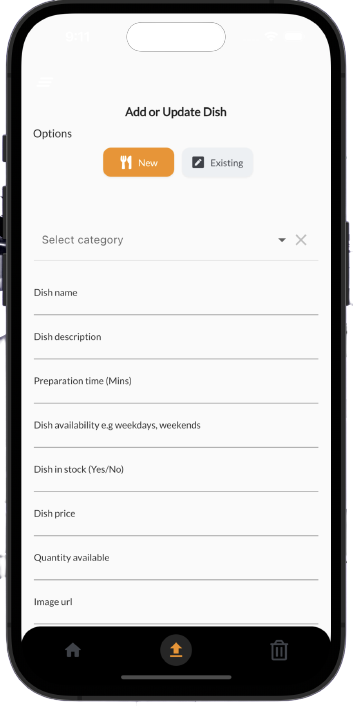 Add or Update Dish
Options
New
Existing
Select category
Dish name
Dish description
Preparation time (Mins)
Dish availability e.g weekdays, weekends
Dish in stock (Yes/No)
Dish price
Quantity available
Image url